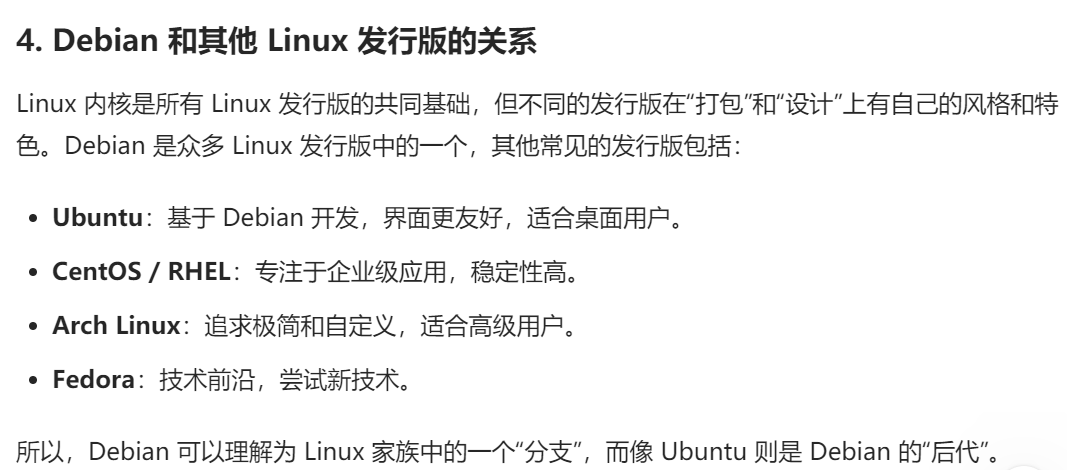 4. Debian 和其他 Linux 发行版的关系
Linux 内核是所有 Linux 发行版的共同基础，但不同的发行版在“打包”和“设计”上有自己的风格和特
色。Debian 是众多 Linux 发行版中的一个，其他常见的发行版包括：
• Ubuntu：基于 Debian 开发，界面更友好，适合桌面用户。
• CentOS / RHEL：专注于企业级应用，稳定性高。
• Arch Linux：追求极简和自定义，适合高级用户。
• Fedora：技术前沿，尝试新技术。
所以，Debian 可以理解为 Linux 家族中的一个“分支”，而像 Ubuntu 则是 Debian 的“后代”。